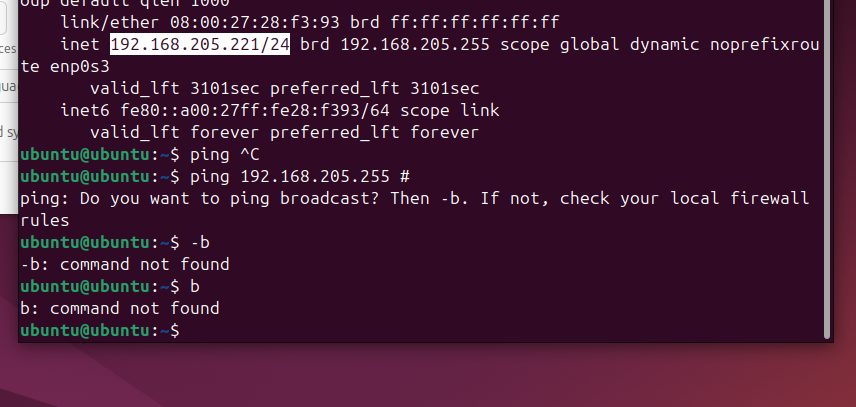 oup default qlen 1000
link/ether 08:00:27:28:f3:93 brd ff:ff:ff:ff:ff:ff
inet 192.168.205.221/24 brd 192.168.205.255 scope global dynamic noprefixrou
te enp0s3
valid_lft 3101sec preferred_lft 3101sec
inet6 fe80::a00:27ff:fe28:f393/64 scope link
valid_lft forever preferred_lft forever
ubuntu@ubuntu:~$ ping ^C
ubuntu@ubuntu:~$ ping 192.168.205.255 #
ping: Do you want to ping broadcast? Then -b. If not, check your local firewall
rules
ubuntu@ubuntu:~$ -b
-b: command not found
ubuntu@ubuntu:~$ b
b: command not found
ubuntu@ubuntu:~$